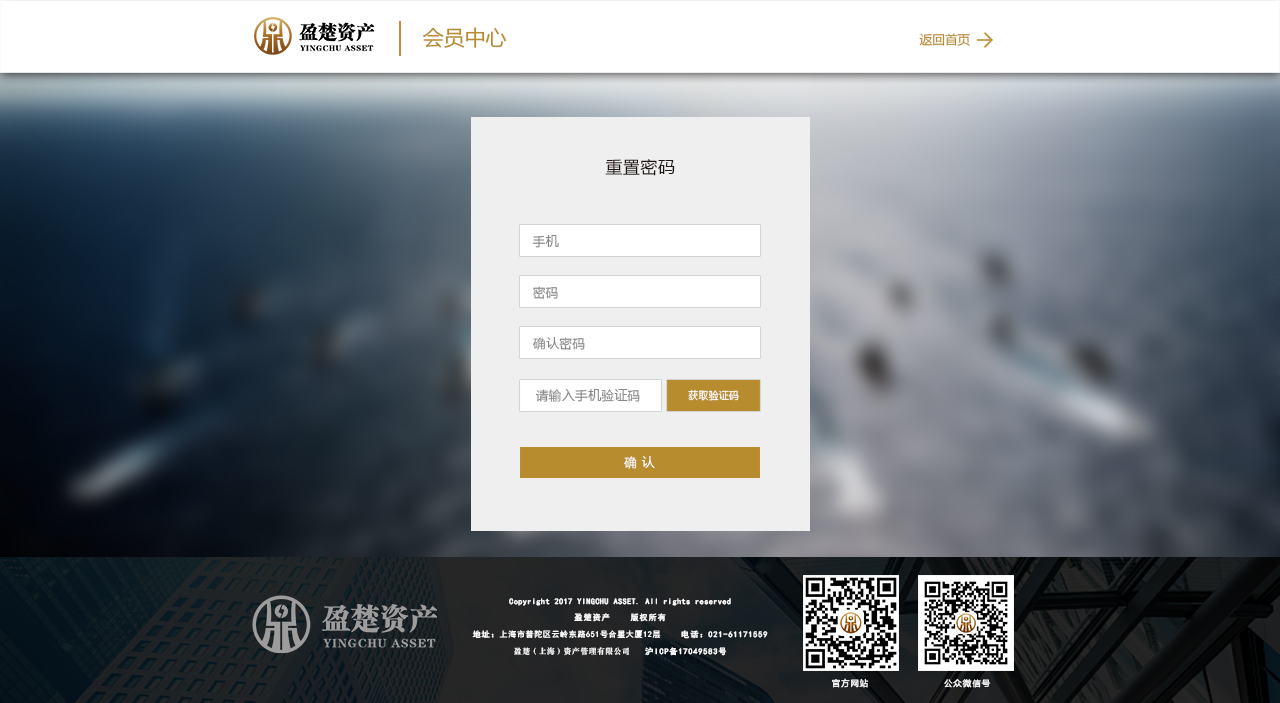 盈楚资产
YINGCHU ASSET
会员中心
返回首页
重置密码
手机
密码
确认密码
请输入手机验证码 获取验证码
确 认
盈楚资产
YINGCHU ASSET
Copyright 2017 YINGCHU ASSET. All rights reserved
盈楚资产 版权所有
地址：上海市普陀区云岭东路651号合星大厦12层 电话：021-61171559
盈楚（上海）资产管理有限公司 沪ICP备17049583号
官方网站
公众微信号